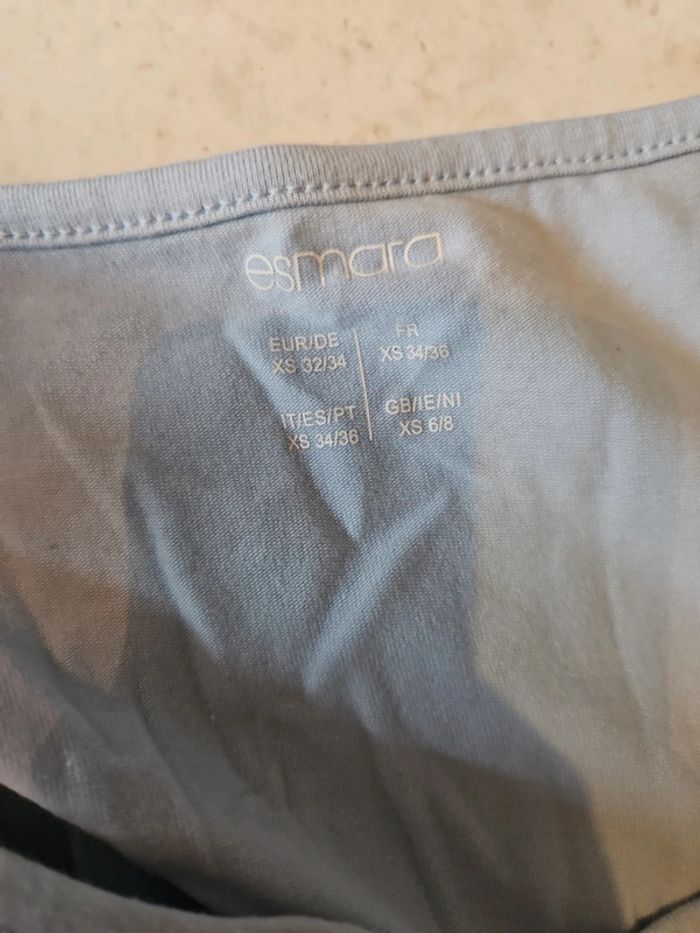 esmara
EUR/DE
XS 32/34
FR
XS 34/36
IT/ES/PT
XS 34/36
GB/IE/NI
XS 6/8